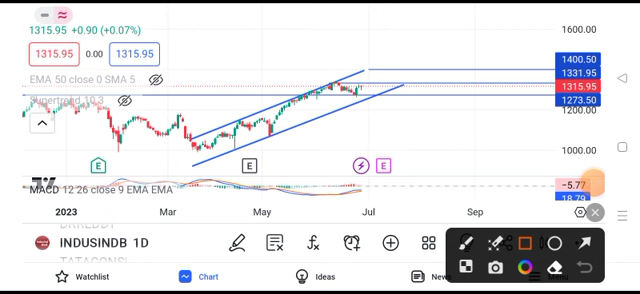 1315.95 +0.90 (+0.07%)
1315.95 0.00 1315.95
EMA 50 close 0 SMA 5
Supertrend 10 3
1600.00
1400.50
1331.95
1315.95
1273.50
1200.00
1000.00
E E E
-5.77
18.79
MACD 12 26 close 9 EMA EMA
2023 Mar May Jul Sep
INDUSINDB 1D
Watchlist Chart Ideas News